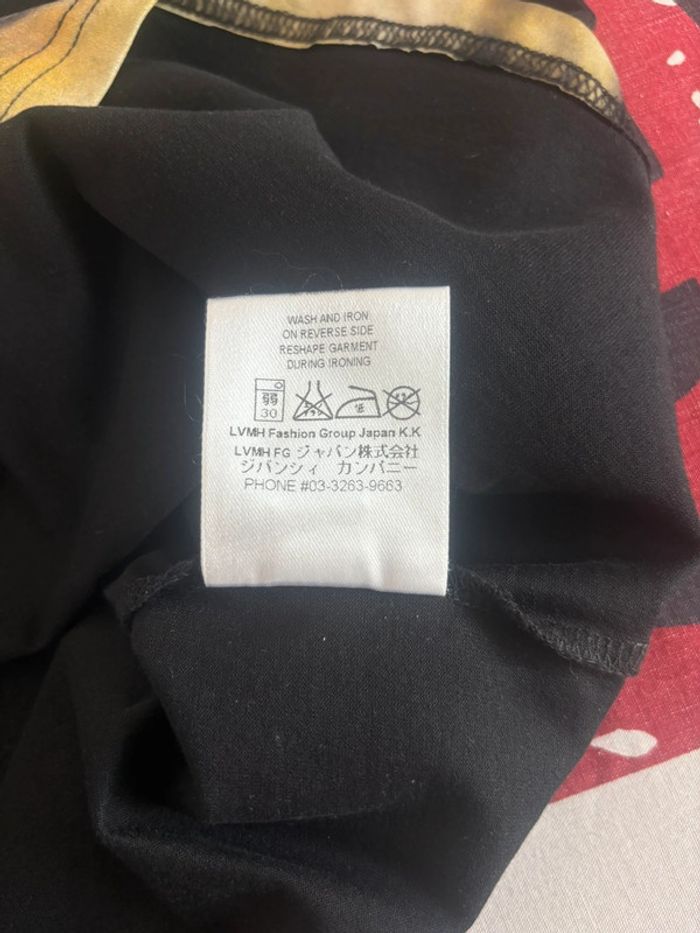 WASH AND IRON
ON REVERSE SIDE
RESHAPE GARMENT
DURING IRONING
弱
30
LVMH Fashion Group Japan K.K
LVMH FG ジャパン株式会社
ジバンシィ カンパニー
PHONE #03-3263-9663